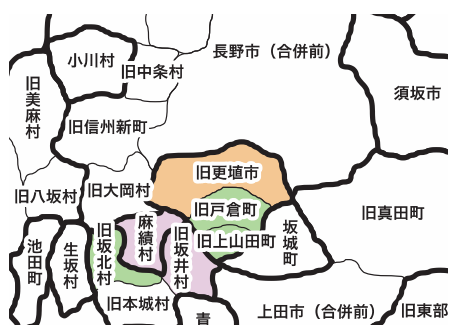 長野市（合併前）
小川村
旧中条村
須坂市
旧美麻村
旧信州新町
旧更埴市
旧八坂村
旧大岡村
旧戸倉町
旧真田町
麻績村
旧坂井村
坂城町
旧上山田町
旧坂北村
池田町
生坂村
旧本城村
青
上田市（合併前）
旧東部